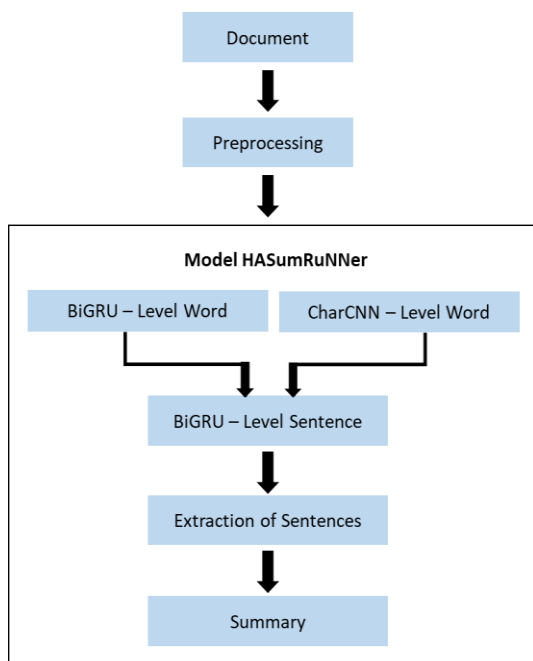 Document
Preprocessing
Model HASumRuNNer
BiGRU – Level Word
CharCNN – Level Word
BiGRU – Level Sentence
Extraction of Sentences
Summary